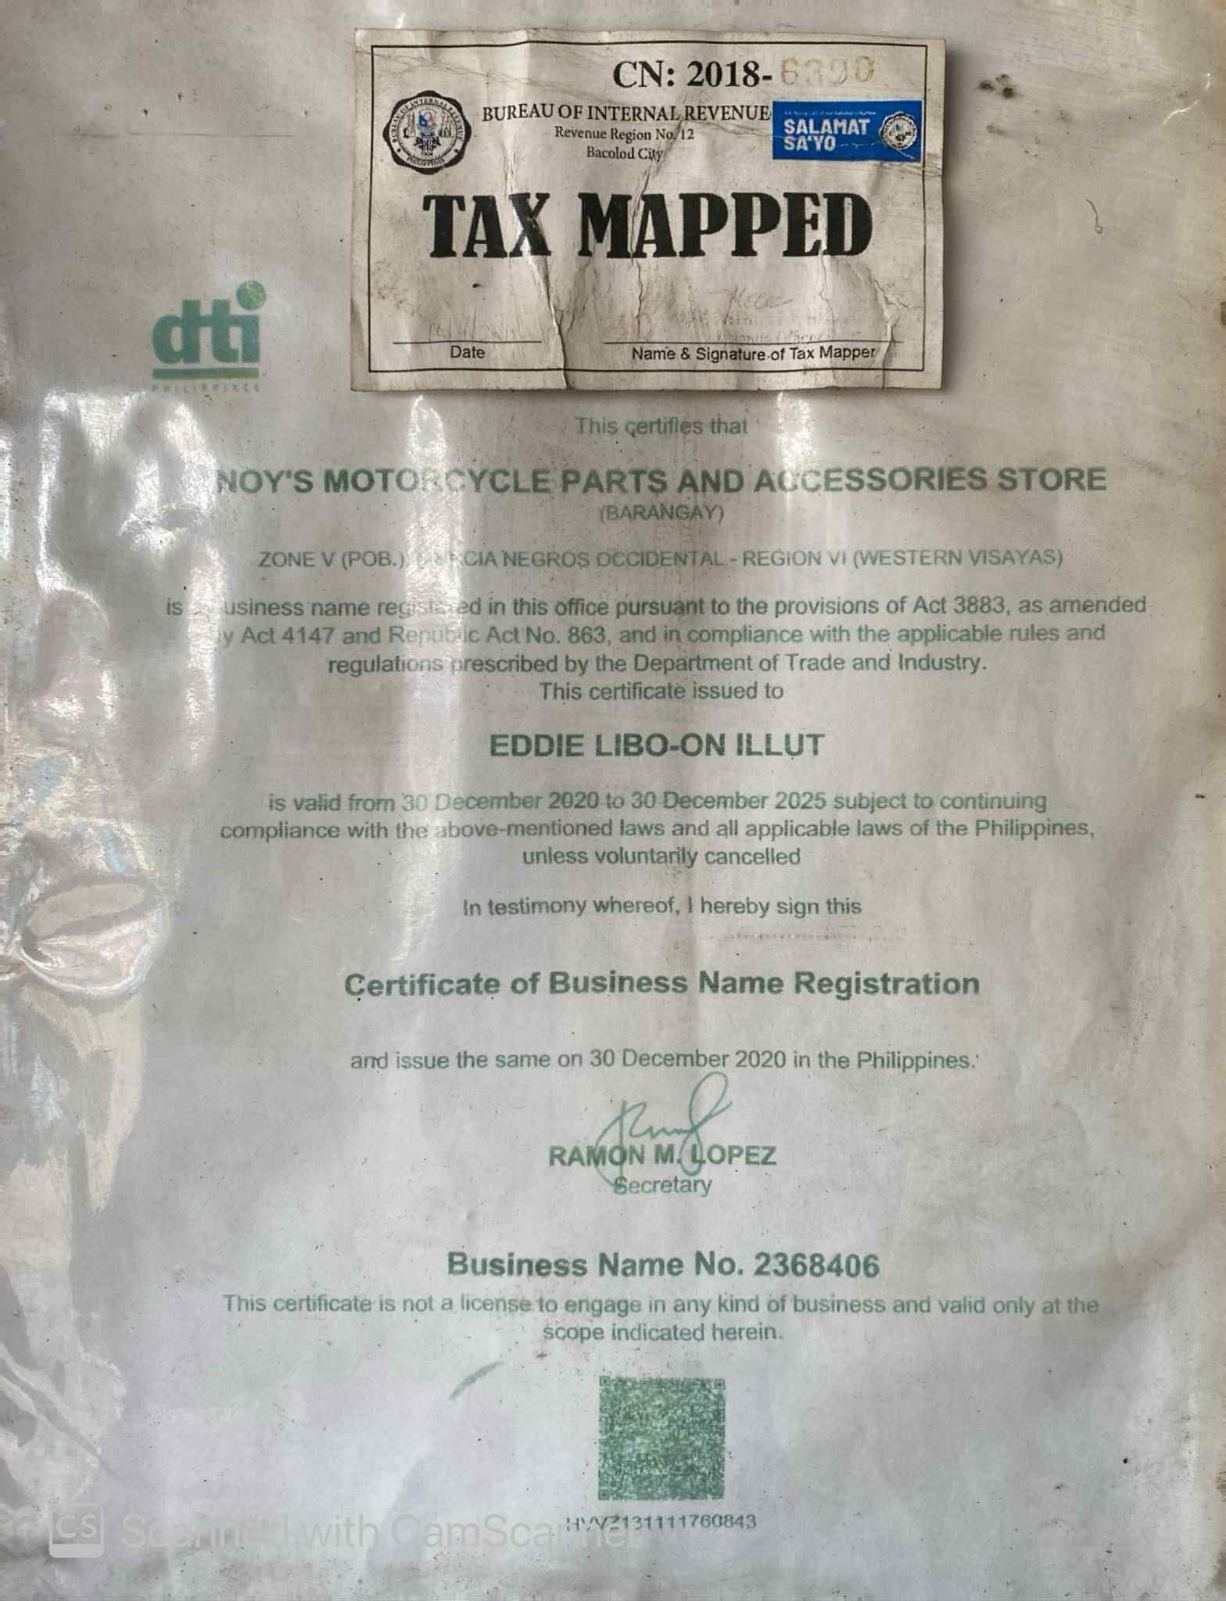 CN: 2018-
BUREAU OF INTERNAL REVENUE
Revenue Region No. 12
Bacolod City
SALAMAT
SA'YO
TAX MAPPED
Date
Name & Signature of Tax Mapper
dti
PHILIPPINES
This certifies that
NOY'S MOTORCYCLE PARTS AND ACCESSORIES STORE
(BARANGAY)
ZONE V (POB.), NEGROS OCCIDENTAL - REGION VI (WESTERN VISAYAS)
is a business name registered in this office pursuant to the provisions of Act 3883, as amended
by Act 4147 and Republic Act No. 863, and in compliance with the applicable rules and
regulations prescribed by the Department of Trade and Industry.
This certificate issued to
EDDIE LIBO-ON ILLUT
is valid from 30 December 2020 to 30 December 2025 subject to continuing
compliance with the above-mentioned laws and all applicable laws of the Philippines,
unless voluntarily cancelled
In testimony whereof, I hereby sign this
Certificate of Business Name Registration
and issue the same on 30 December 2020 in the Philippines.
RAMON M. LOPEZ
Secretary
Business Name No. 2368406
This certificate is not a license to engage in any kind of business and valid only at the
scope indicated herein.
CS Scanned with CamScanner